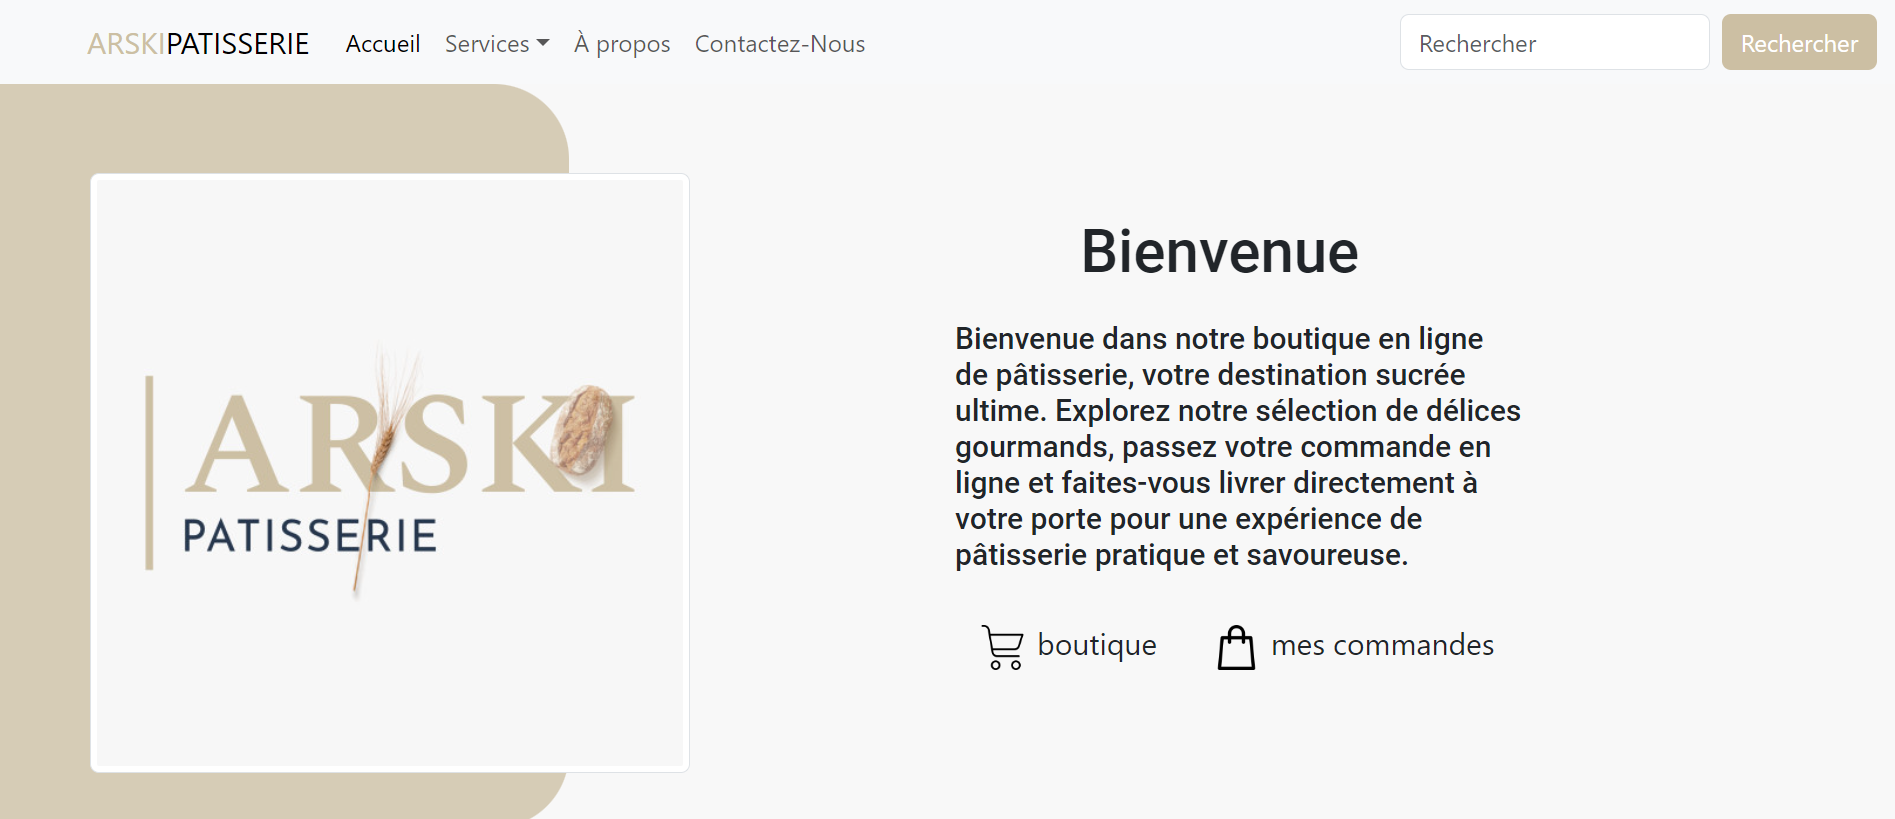 ARSKIPATISSERIE Accueil Services À propos Contactez-Nous Rechercher Rechercher
ARSKI
PATISSERIE
Bienvenue
Bienvenue dans notre boutique en ligne
de pâtisserie, votre destination sucrée
ultime. Explorez notre sélection de délices
gourmands, passez votre commande en
ligne et faites-vous livrer directement à
votre porte pour une expérience de
pâtisserie pratique et savoureuse.
boutique mes commandes